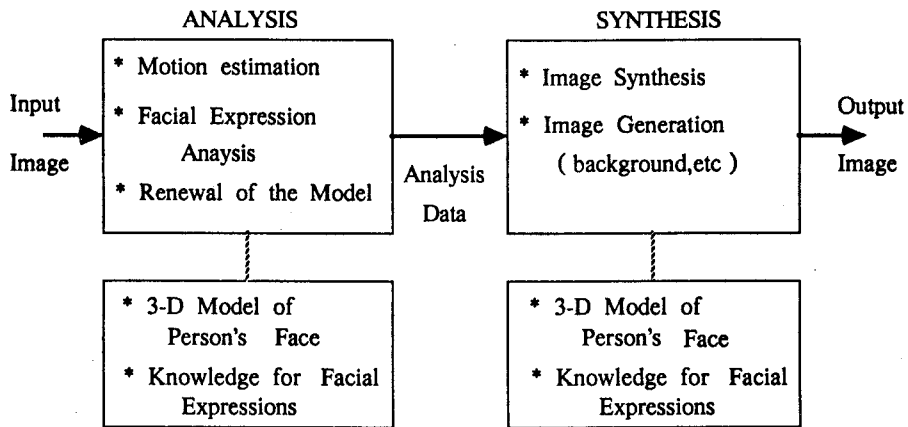 ANALYSIS
* Motion estimation
* Facial Expression
Anaysis
* Renewal of the Model
Input
Image
Analysis
Data
SYNTHESIS
* Image Synthesis
* Image Generation
( background,etc )
Output
Image
* 3-D Model of
Person's Face
* Knowledge for Facial
Expressions
* 3-D Model of
Person's Face
* Knowledge for Facial
Expressions